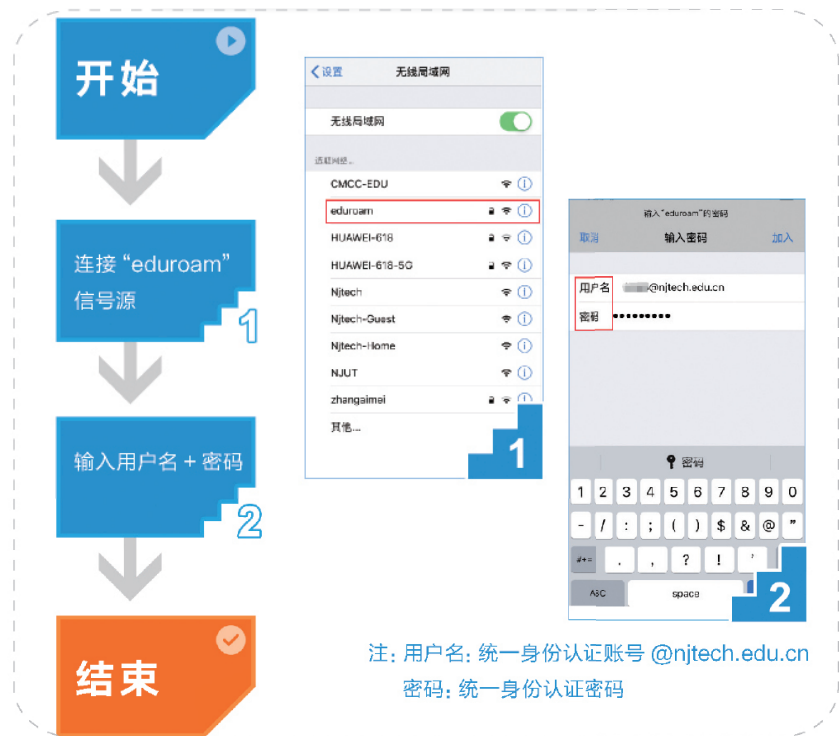 开始
连接“eduroam”
信号源
1
输入用户名 + 密码
2
结束
设置 无线局域网
无线局域网
选取网络...
CMCC-EDU
eduroam
HUAWEI-618
HUAWEI-618-5G
Njtech
Njtech-Guest
Njtech-Home
NJUT
zhangaimei
其他...
1
输入“eduroam”的密码
取消 输入密码 加入
用户名 @njtech.edu.cn
密码 •••••••••
密码
1 2 3 4 5 6 7 8 9 0
- / : ; ( ) $ & @ "
#+= . , ? ! '
ABC space
2
注: 用户名: 统一身份认证账号 @njtech.edu.cn
密码: 统一身份认证密码